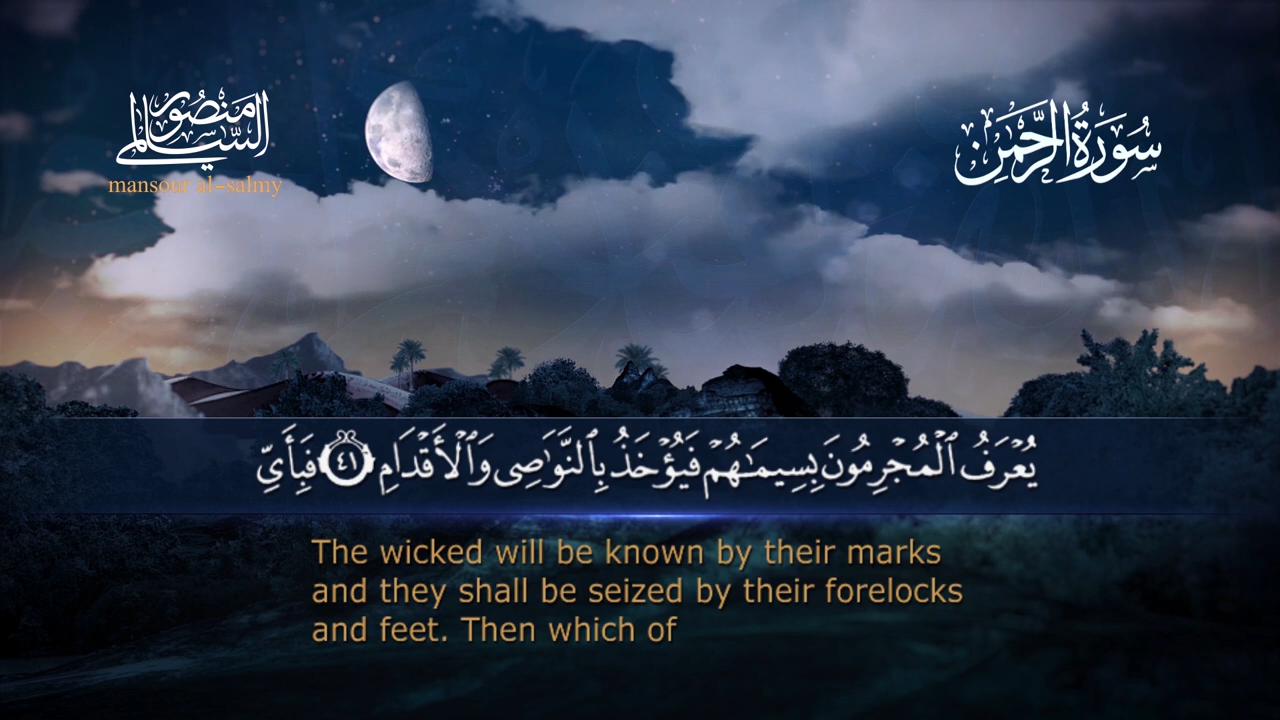 منصور السالمي
mansour al-salmy
سُورَةُ الرَّحْمَٰن
يُعۡرَفُ ٱلۡمُجۡرِمُونَ بِسِيمَٰهُمۡ فَيُؤۡخَذُ بِٱلنَّوَٰصِى وَٱلۡأَقۡدَامِ ٤١ فَبِأَيِّ
The wicked will be known by their marks
and they shall be seized by their forelocks
and feet. Then which of